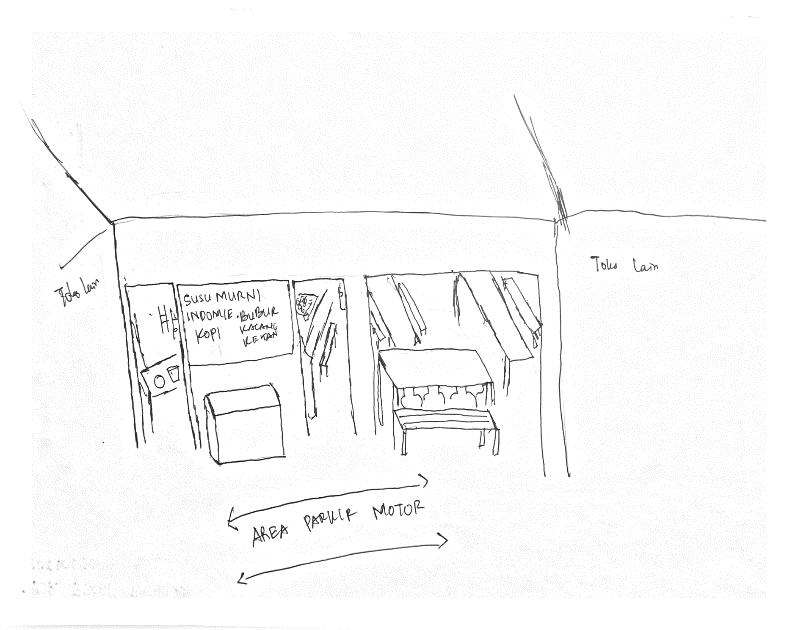 Toko Lain
SUSU MURNI
INDOMIE
KOPI
BUBUR
KACANG
KETAN
Toko Lain
AREA PARKIR MOTOR